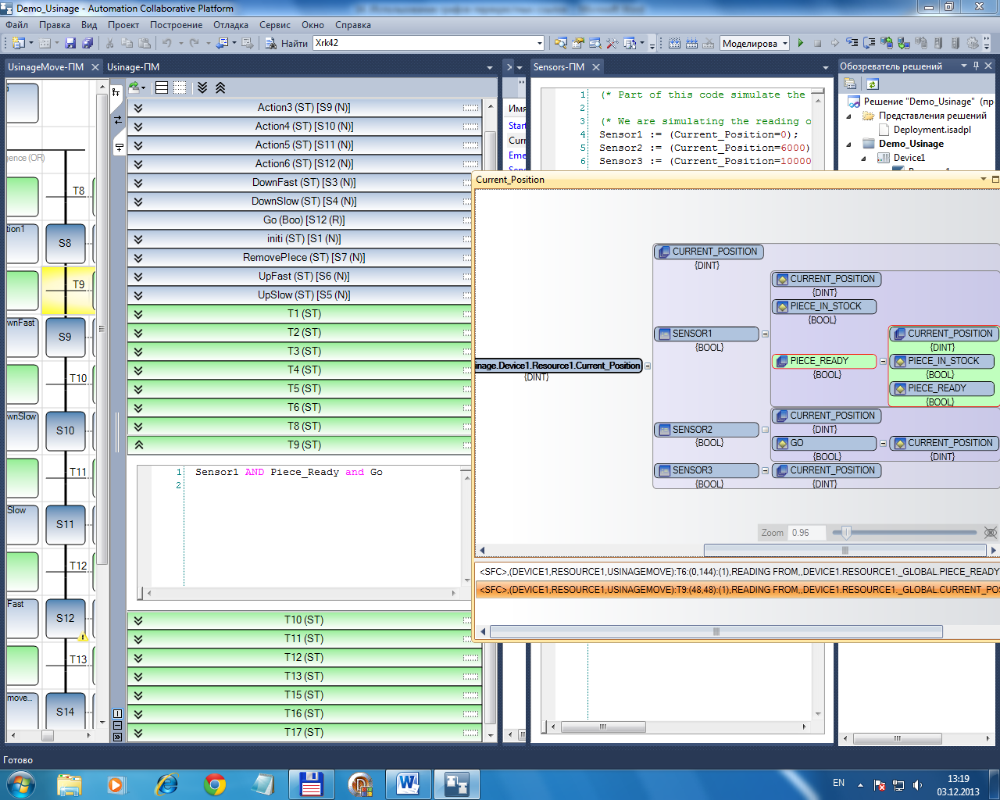 Demo_Usinage - Automation Collaborative Platform
Файл Правка Вид Проект Построение Отладка Сервис Окно Справка
Найти Xrk42 Моделирова
UsinageMove-ПМ Usinage-ПМ Sensors-ПМ Обозреватель решений
Action3 (ST) [S9 (N)]
Action4 (ST) [S10 (N)]
Action5 (ST) [S11 (N)]
Action6 (ST) [S12 (N)]
DownFast (ST) [S3 (N)]
DownSlow (ST) [S4 (N)]
Go (Boo) [S12 (R)]
initi (ST) [S1 (N)]
RemovePIece (ST) [S7 (N)]
UpFast (ST) [S6 (N)]
UpSlow (ST) [S5 (N)]
T1 (ST)
T2 (ST)
T3 (ST)
T4 (ST)
T5 (ST)
T6 (ST)
T8 (ST)
T9 (ST)
1 Sensor1 AND Piece_Ready and Go
2
T10 (ST)
T11 (ST)
T12 (ST)
T13 (ST)
T15 (ST)
T16 (ST)
T17 (ST)
gence (OR)
T8
tion1
S8
T9
wnFast
S9
T10
wnSlow
S10
T11
Slow
S11
T12
Fast
S12
T13
move...
S14
Имя
Start
Curr
Eme
1 (* Part of this code simulate the
2
3 (* We are simulating the reading o
4 Sensor1 := (Current_Position=0);
5 Sensor2 := (Current_Position=6000)
6 Sensor3 := (Current_Position=10000
Решение "Demo_Usinage" (пр
Представления решений
Deployment.isadpl
Demo_Usinage
Device1
Current_Position
inage.Device1.Resource1.Current_Position
{DINT}
CURRENT_POSITION
{DINT}
SENSOR1
{BOOL}
CURRENT_POSITION
{DINT}
PIECE_IN_STOCK
{BOOL}
PIECE_READY
{BOOL}
CURRENT_POSITION
{DINT}
PIECE_IN_STOCK
{BOOL}
PIECE_READY
{BOOL}
SENSOR2
{BOOL}
CURRENT_POSITION
{DINT}
GO
{BOOL}
CURRENT_POSITION
{DINT}
SENSOR3
{BOOL}
CURRENT_POSITION
{DINT}
Zoom 0.96
<SFC>,(DEVICE1,RESOURCE1,USINAGEMOVE):T6:(0,144):(1),READING FROM,,DEVICE1.RESOURCE1._GLOBAL.PIECE_READY
<SFC>,(DEVICE1,RESOURCE1,USINAGEMOVE):T9:(48,48):(1),READING FROM,,DEVICE1.RESOURCE1._GLOBAL.CURRENT_POS
Готово
EN
13:19
03.12.2013